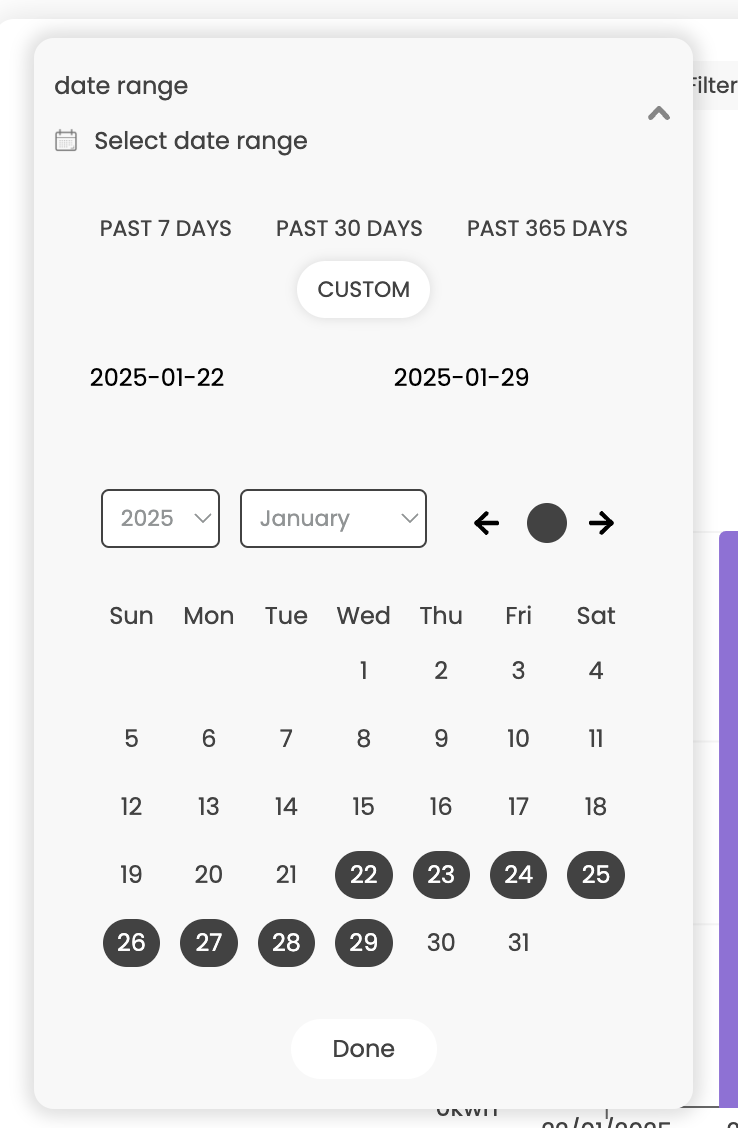 date range
Filter
Select date range
PAST 7 DAYS PAST 30 DAYS PAST 365 DAYS
CUSTOM
2025-01-22 2025-01-29
2025 January
Sun Mon Tue Wed Thu Fri Sat
1 2 3 4
5 6 7 8 9 10 11
12 13 14 15 16 17 18
19 20 21 22 23 24 25
26 27 28 29 30 31
Done